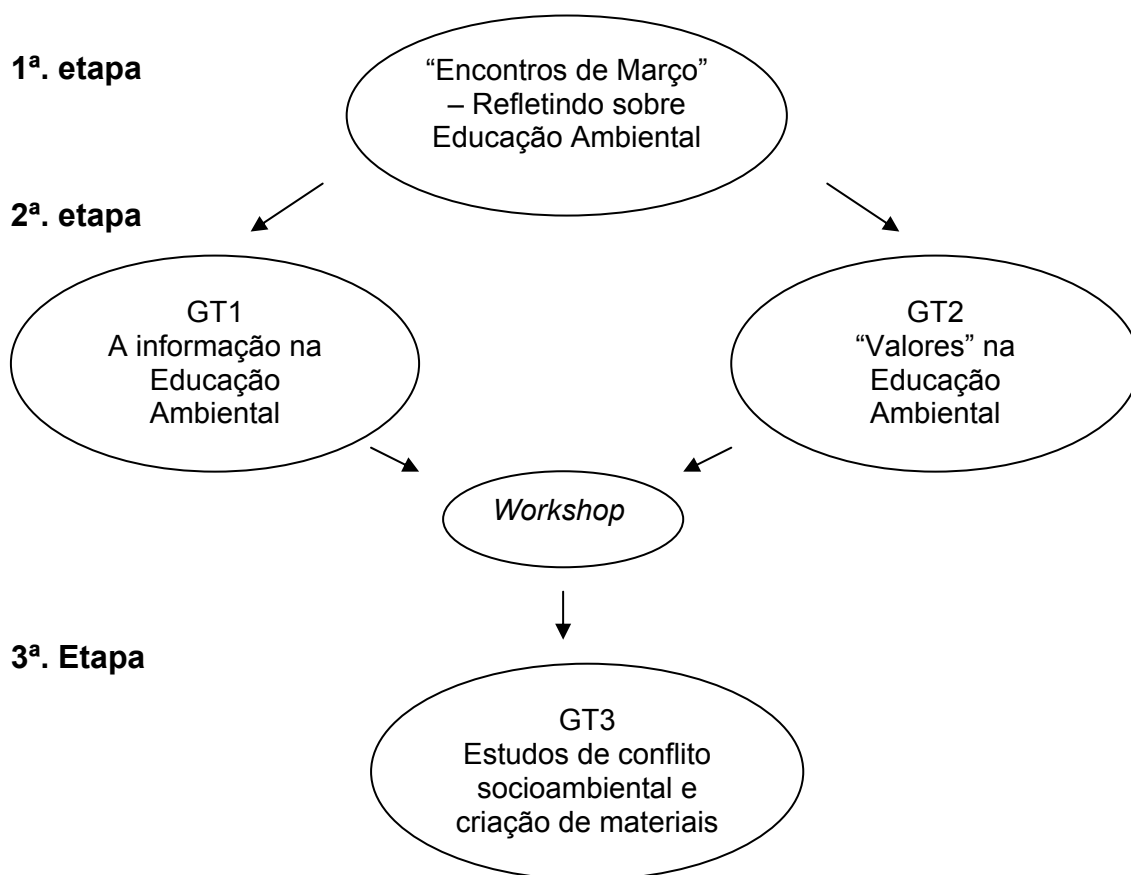 1ª. etapa
“Encontros de Março”
– Refletindo sobre
Educação Ambiental
2ª. etapa
GT1
A informação na
Educação
Ambiental
GT2
“Valores” na
Educação
Ambiental
Workshop
3ª. Etapa
GT3
Estudos de conflito
socioambiental e
criação de materiais